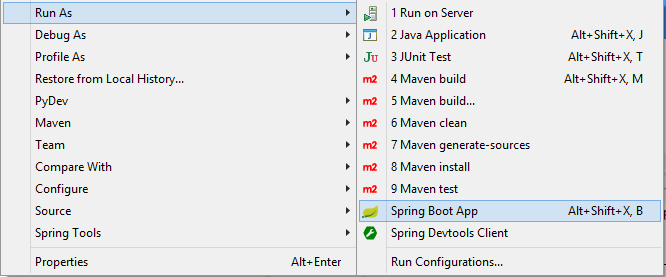 Run As
Debug As
Profile As
Restore from Local History...
PyDev
Maven
Team
Compare With
Configure
Source
Spring Tools
Properties Alt+Enter
1 Run on Server
J 2 Java Application Alt+Shift+X, J
JU 3 JUnit Test Alt+Shift+X, T
m2 4 Maven build Alt+Shift+X, M
m2 5 Maven build...
m2 6 Maven clean
m2 7 Maven generate-sources
m2 8 Maven install
m2 9 Maven test
Spring Boot App Alt+Shift+X, B
Spring Devtools Client
Run Configurations...